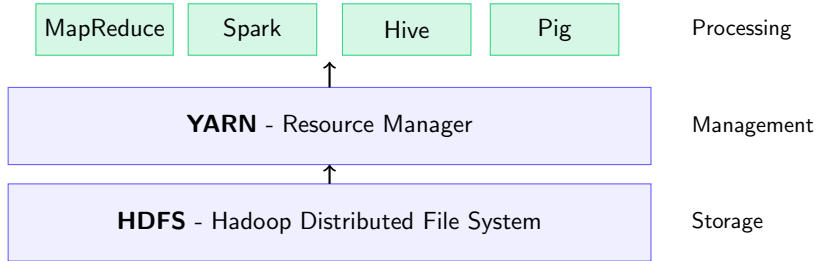 MapReduce Spark Hive Pig Processing
YARN - Resource Manager Management
HDFS - Hadoop Distributed File System Storage